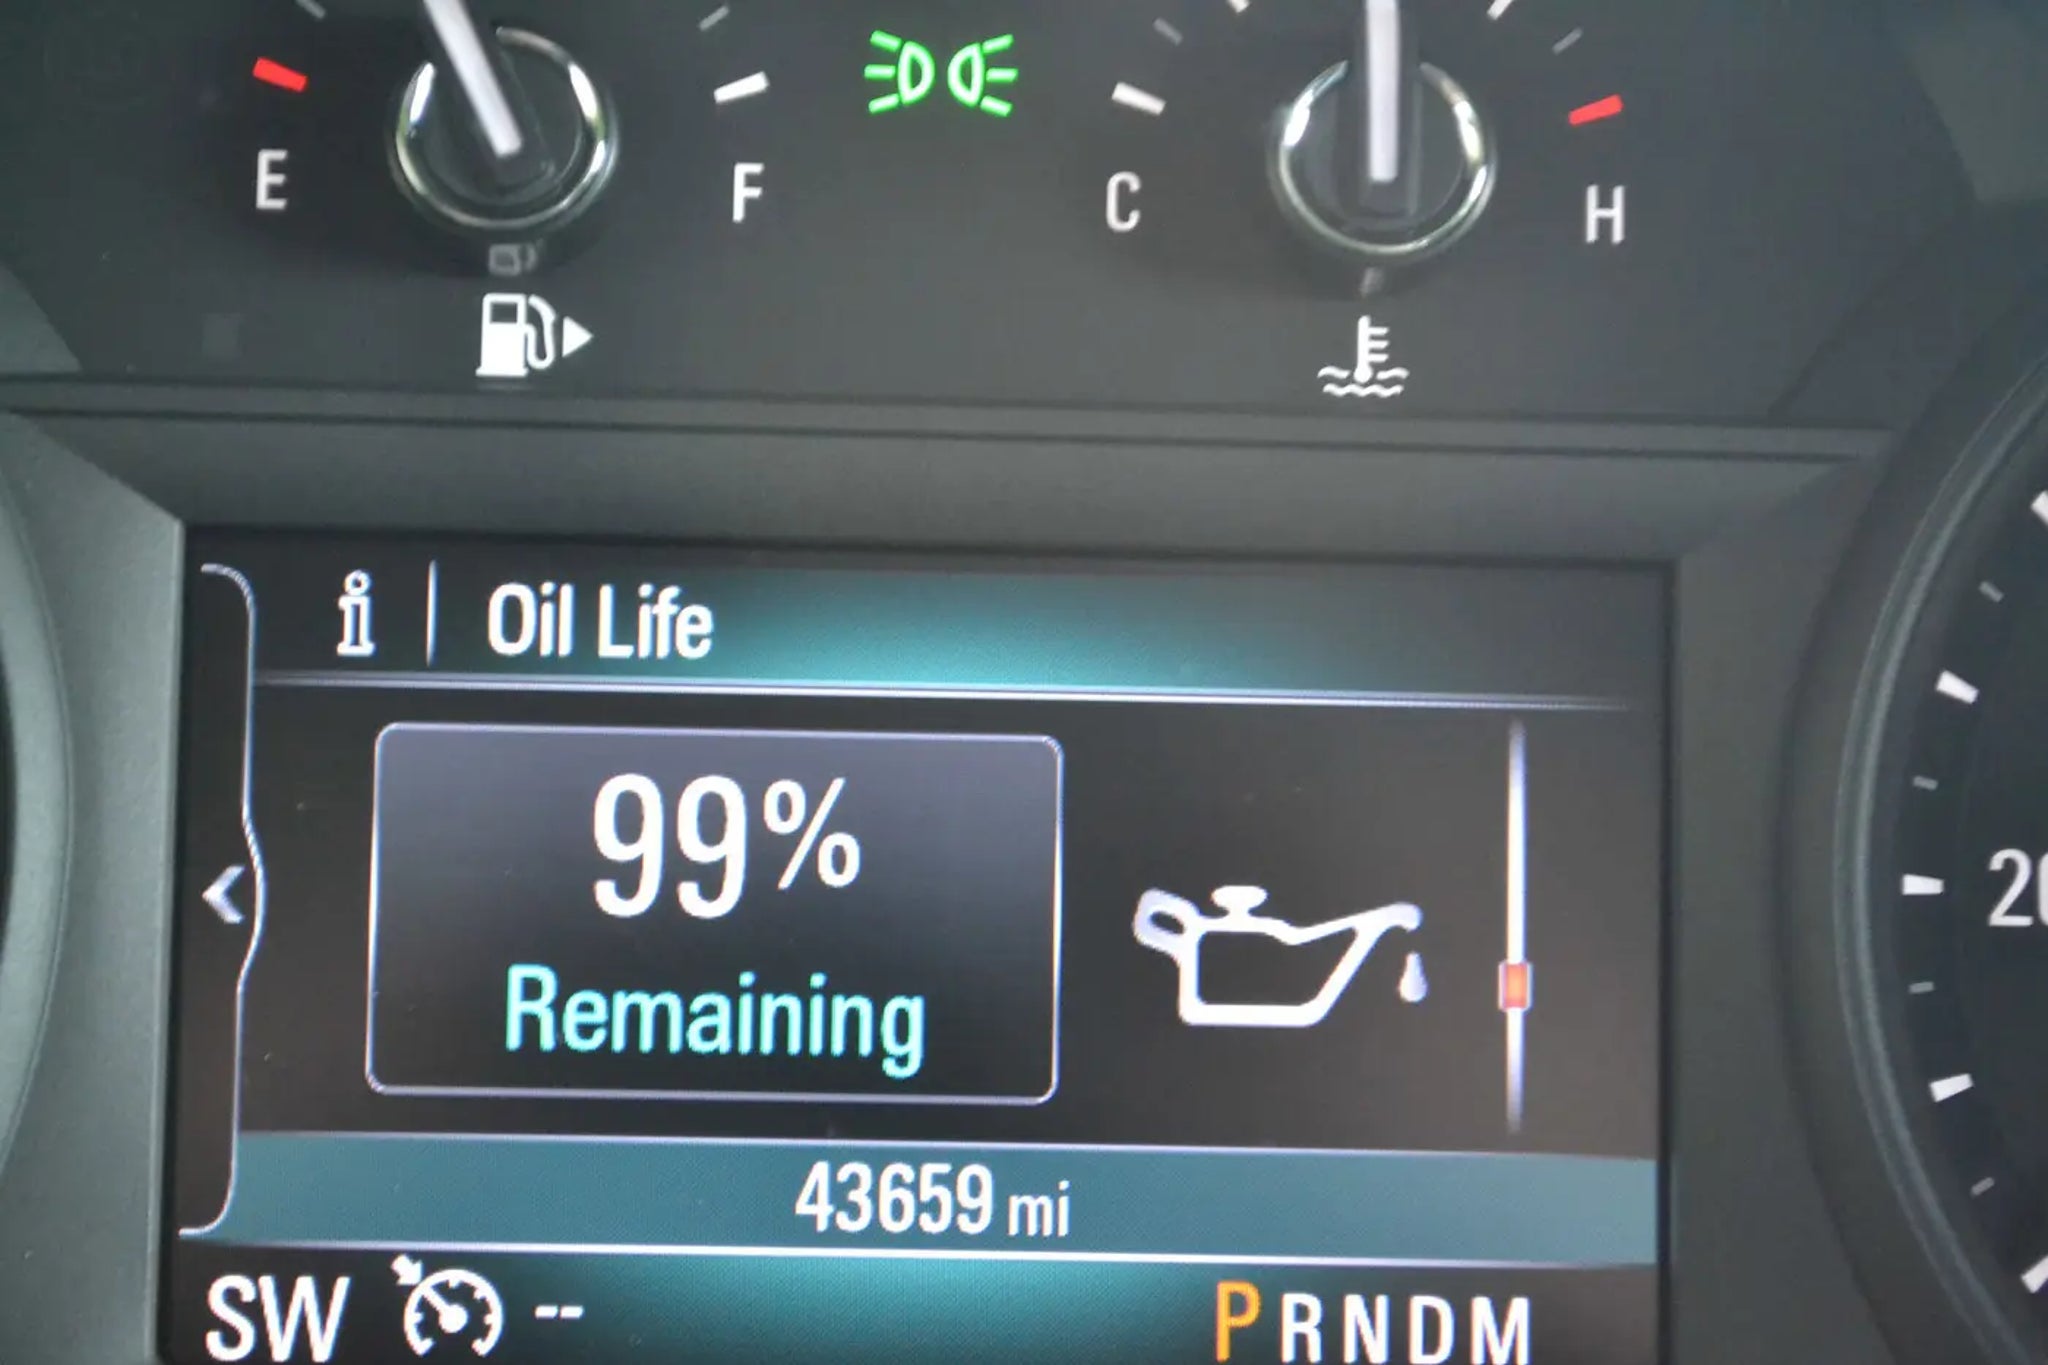 E F C H
i Oil Life
99%
Remaining
43659 mi
SW -- PRNDM